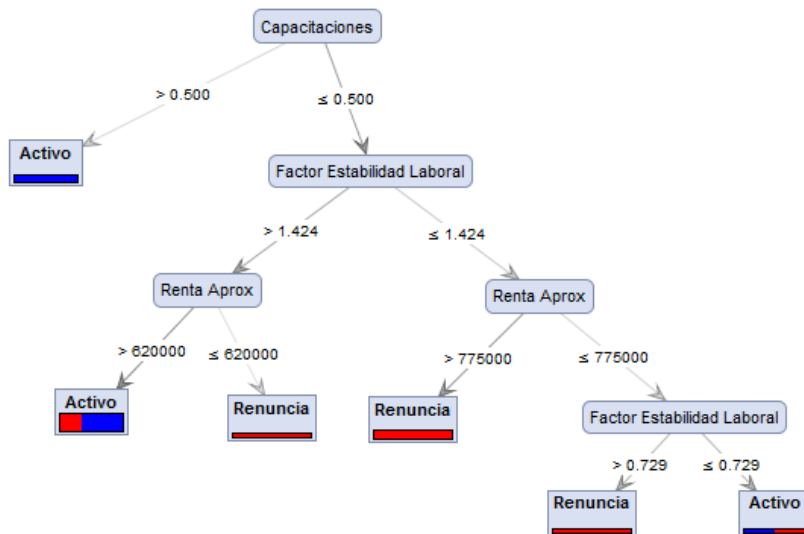 Capacitaciones
> 0.500
≤ 0.500
Activo
Factor Estabilidad Laboral
> 1.424
≤ 1.424
Renta Aprox
Renta Aprox
> 620000
≤ 620000
> 775000
≤ 775000
Activo
Renuncia
Renuncia
Factor Estabilidad Laboral
> 0.729
≤ 0.729
Renuncia
Activo